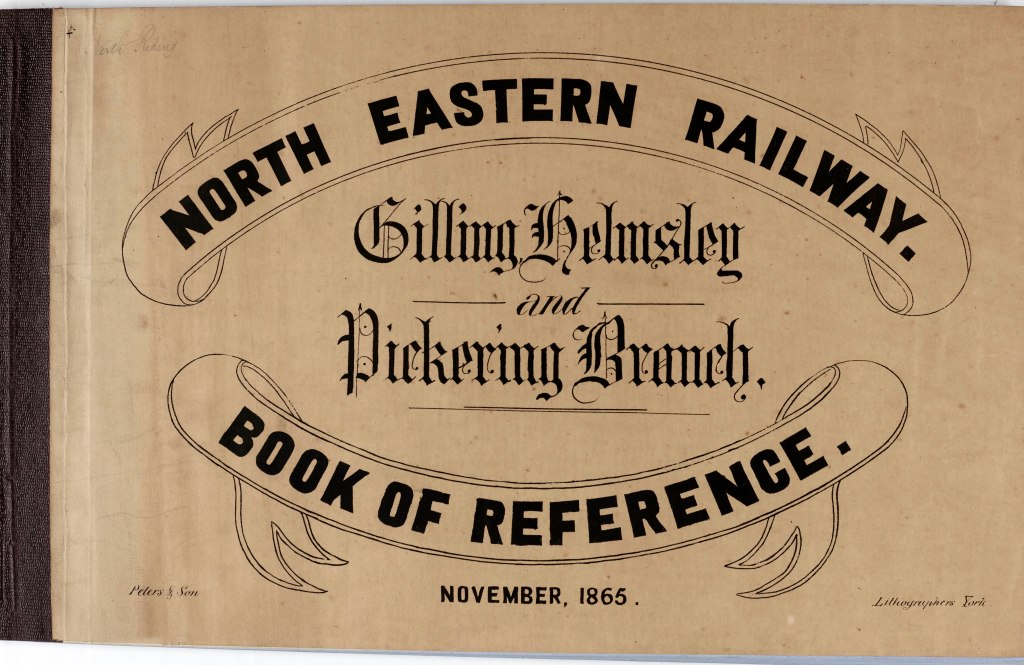 North Riding
NORTH EASTERN RAILWAY.
Gilling, Helmsley
and
Pickering Branch.
BOOK OF REFERENCE.
NOVEMBER, 1865.
Peters & Son
Lithographers York.